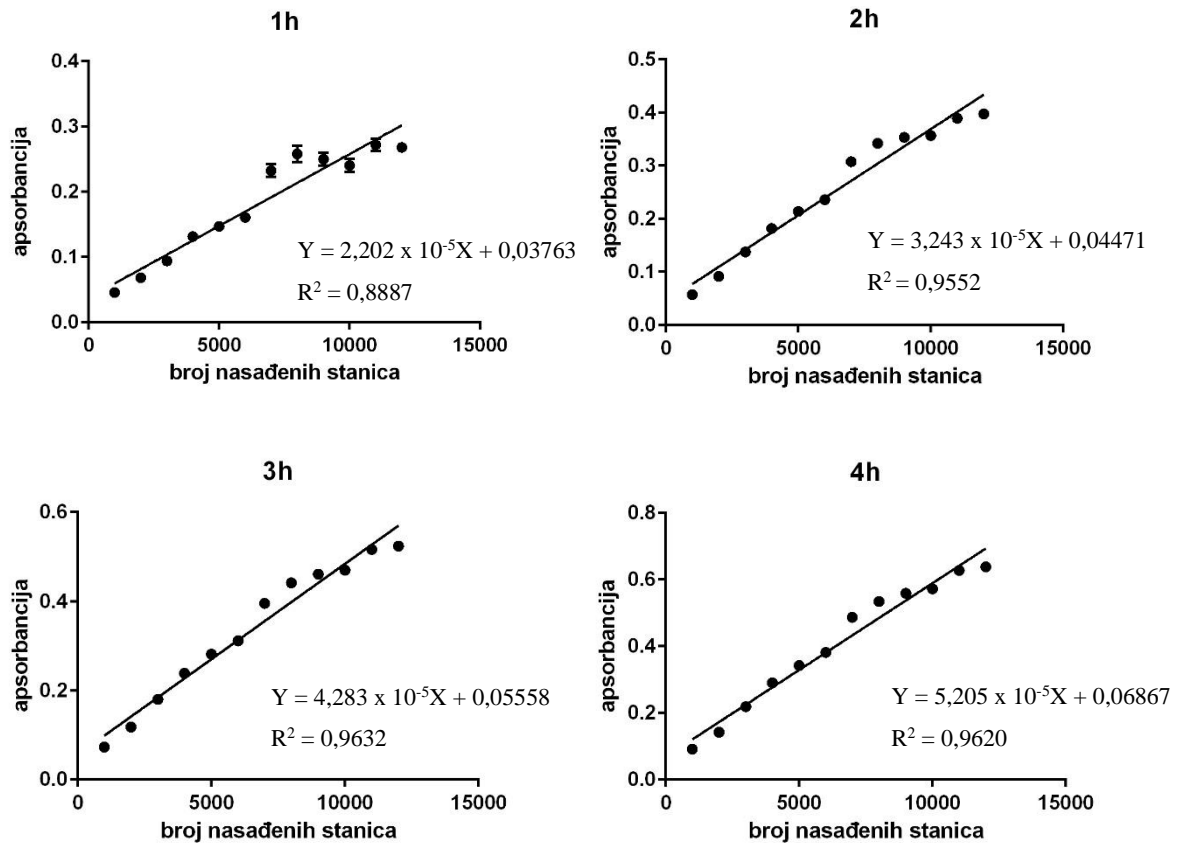 1h
0.4
0.3
0.2
0.1
0.0
apsorbancija
Y = 2,202 x 10⁻⁵X + 0,03763
R² = 0,8887
0
5000
10000
15000
broj nasađenih stanica
2h
0.5
0.4
0.3
0.2
0.1
0.0
apsorbancija
Y = 3,243 x 10⁻⁵X + 0,04471
R² = 0,9552
0
5000
10000
15000
broj nasađenih stanica
3h
0.6
0.4
0.2
0.0
apsorbancija
Y = 4,283 x 10⁻⁵X + 0,05558
R² = 0,9632
0
5000
10000
15000
broj nasađenih stanica
4h
0.8
0.6
0.4
0.2
0.0
apsorbancija
Y = 5,205 x 10⁻⁵X + 0,06867
R² = 0,9620
0
5000
10000
15000
broj nasađenih stanica